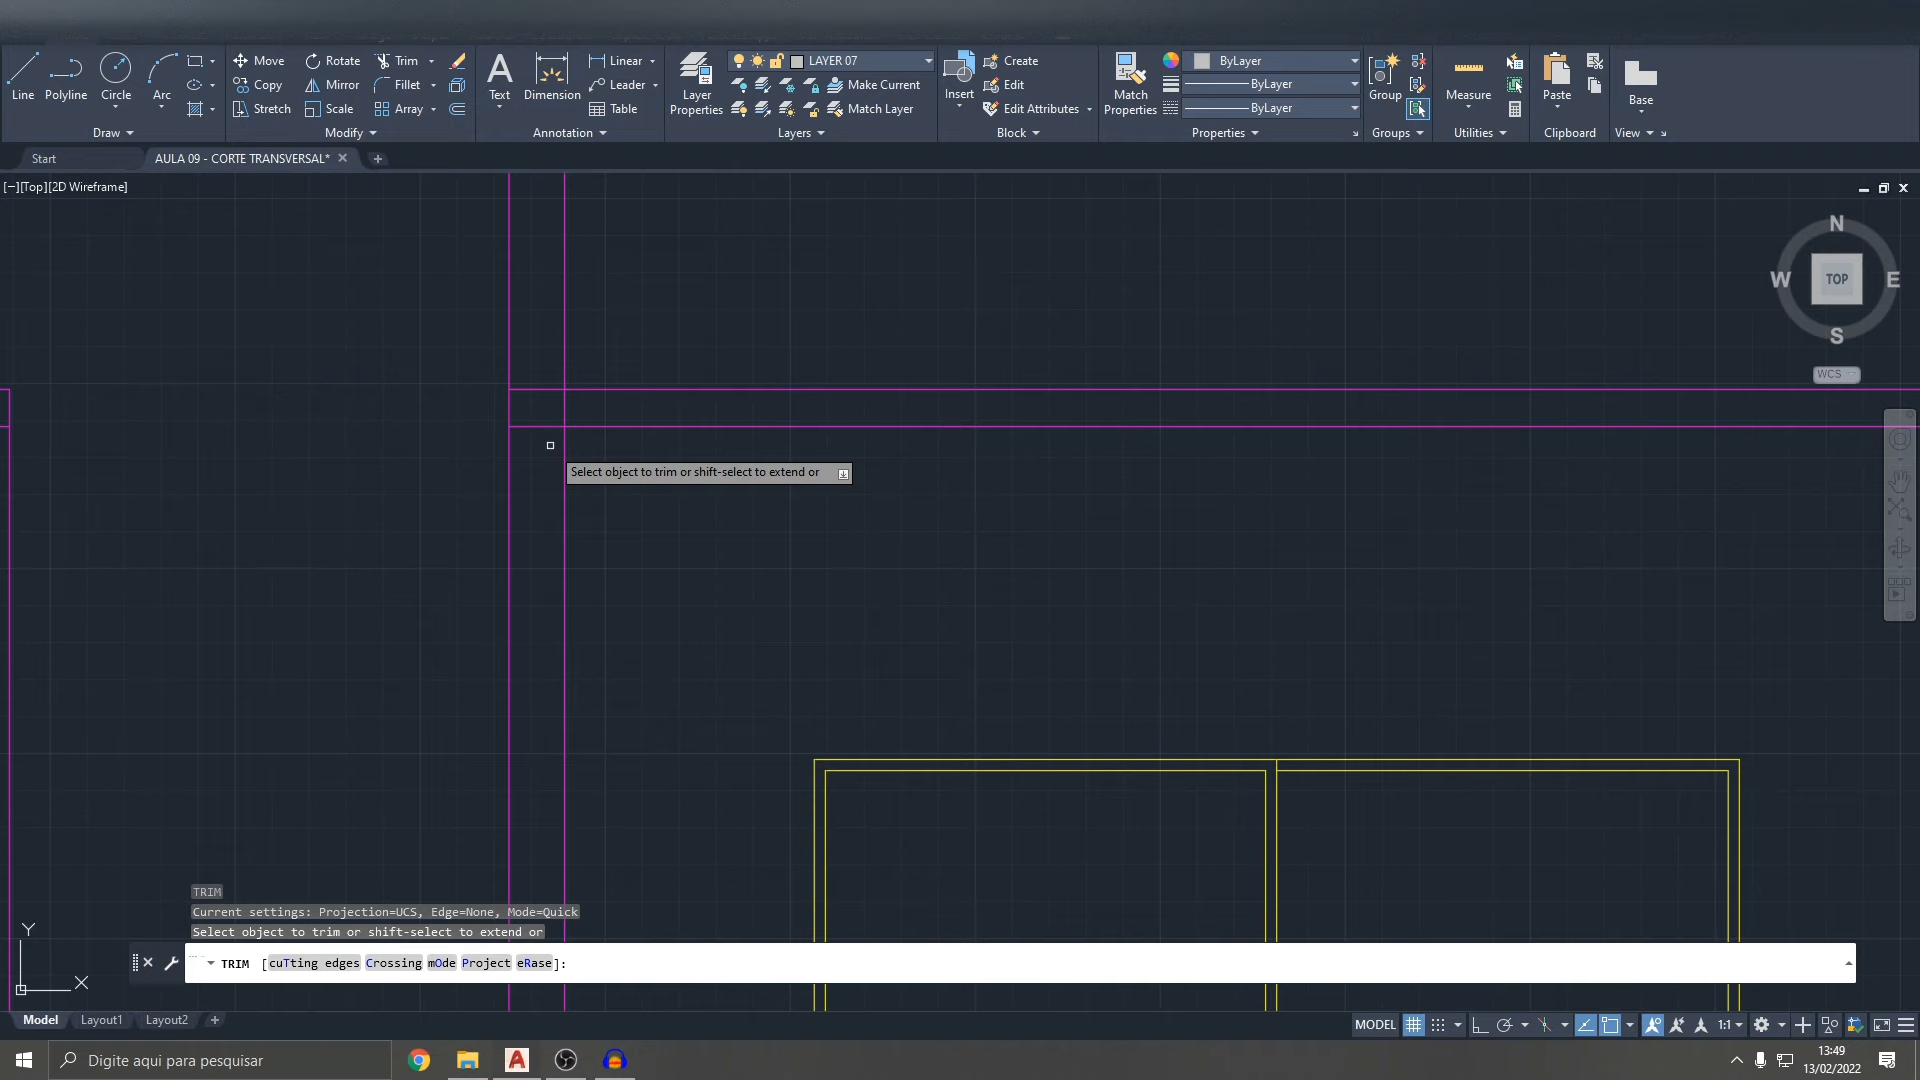 Line
Polyline
Circle
Arc
Move
Copy
Stretch
Rotate
Mirror
Scale
Trim
Fillet
Array
Text
Dimension
Linear
Leader
Table
Layer
Properties
LAYER 07
Make Current
Match Layer
Insert
Create
Edit
Edit Attributes
Match
Properties
ByLayer
ByLayer
ByLayer
Group
Measure
Paste
Base
Draw
Modify
Annotation
Layers
Block
Properties
Groups
Utilities
Clipboard
View
Start
AULA 09 - CORTE TRANSVERSAL*
[−][Top][2D Wireframe]
N
W
TOP
E
S
WCS
Select object to trim or shift-select to extend or
TRIM
Current settings: Projection=UCS, Edge=None, Mode=Quick
Select object to trim or shift-select to extend or
TRIM [cuTting edges Crossing mOde Project eRase]:
Y
X
Model
Layout1
Layout2
MODEL
1:1
Digite aqui para pesquisar
13:49
13/02/2022